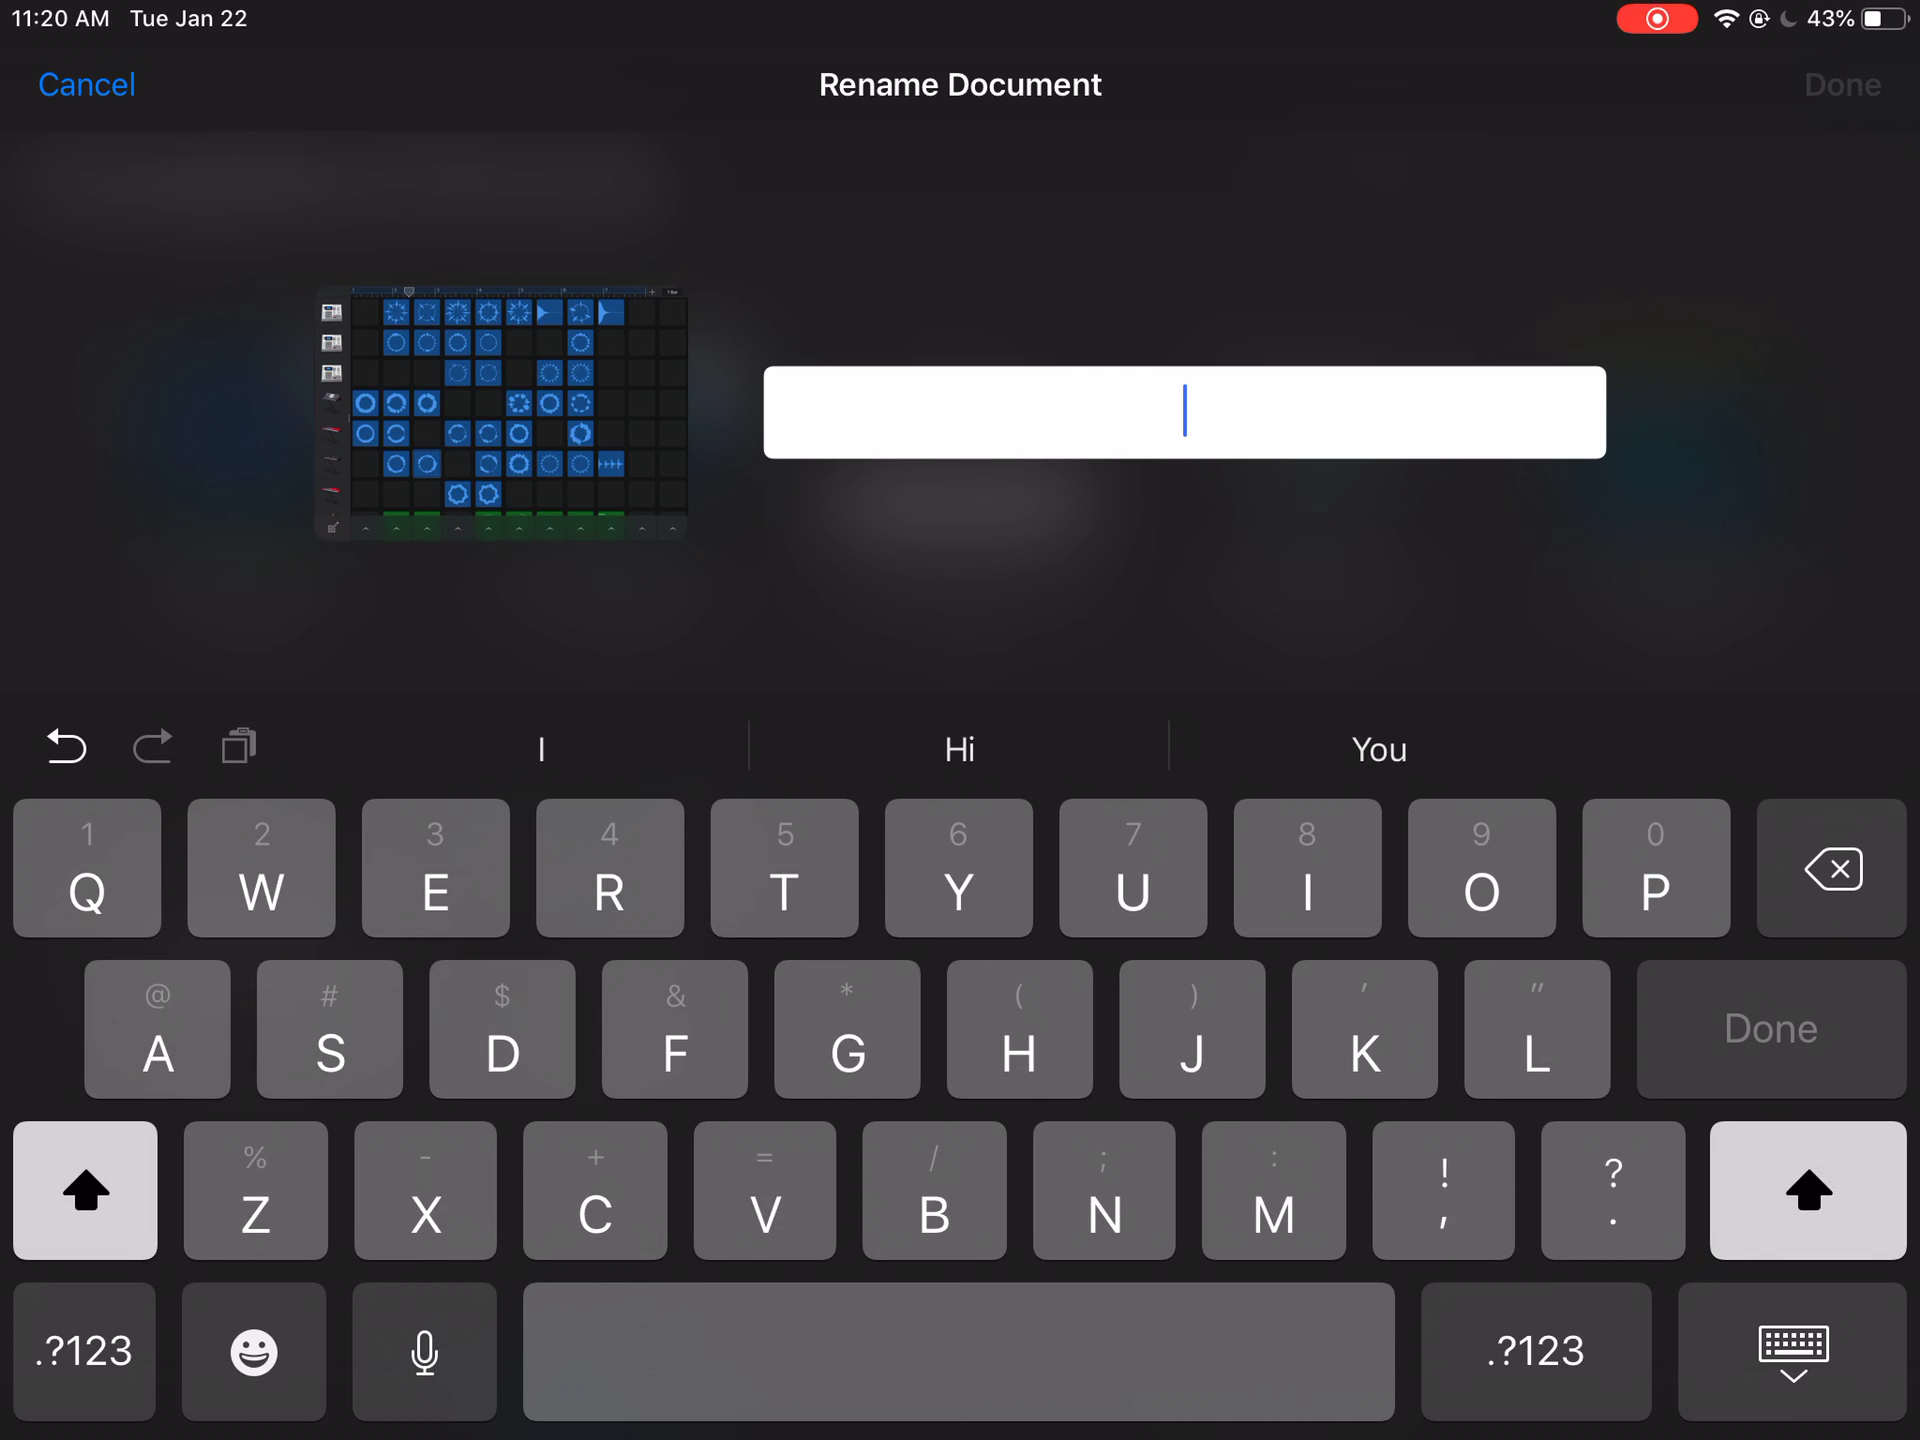 11:20 AM Tue Jan 22 43%
Cancel Rename Document Done
I Hi You
1 2 3 4 5 6 7 8 9 0
Q W E R T Y U I O P
@ # $ & * ( ) ' "
A S D F G H J K L Done
% - + = / ; : ! ?
Z X C V B N M , .
.?123 .?123